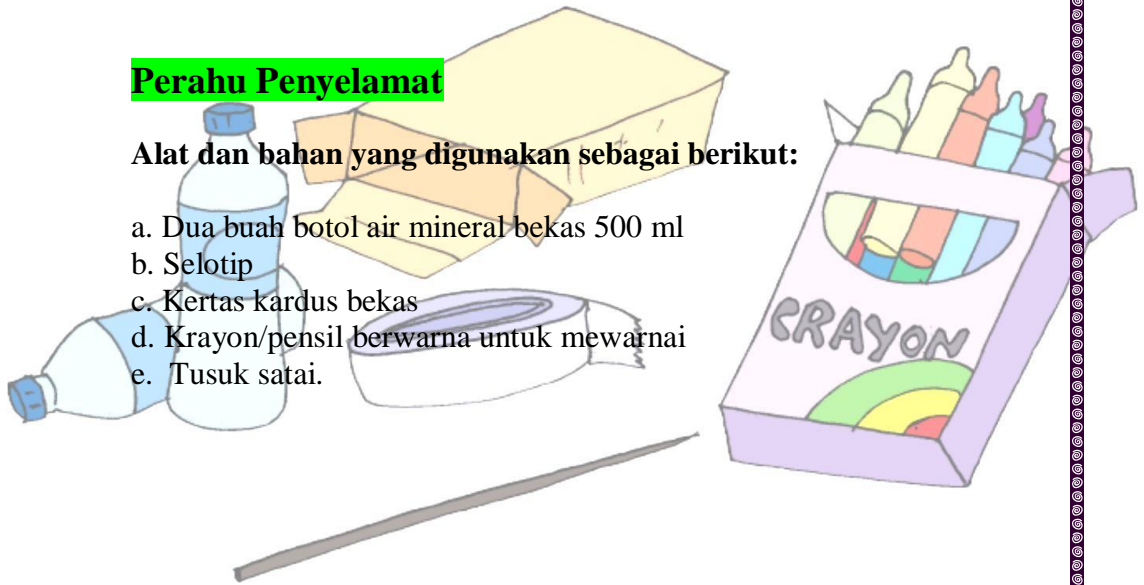 Perahu Penyelamat
Alat dan bahan yang digunakan sebagai berikut:
a. Dua buah botol air mineral bekas 500 ml
b. Selotip
c. Kertas kardus bekas
d. Krayon/pensil berwarna untuk mewarnai
e. Tusuk satai.
CRAYON